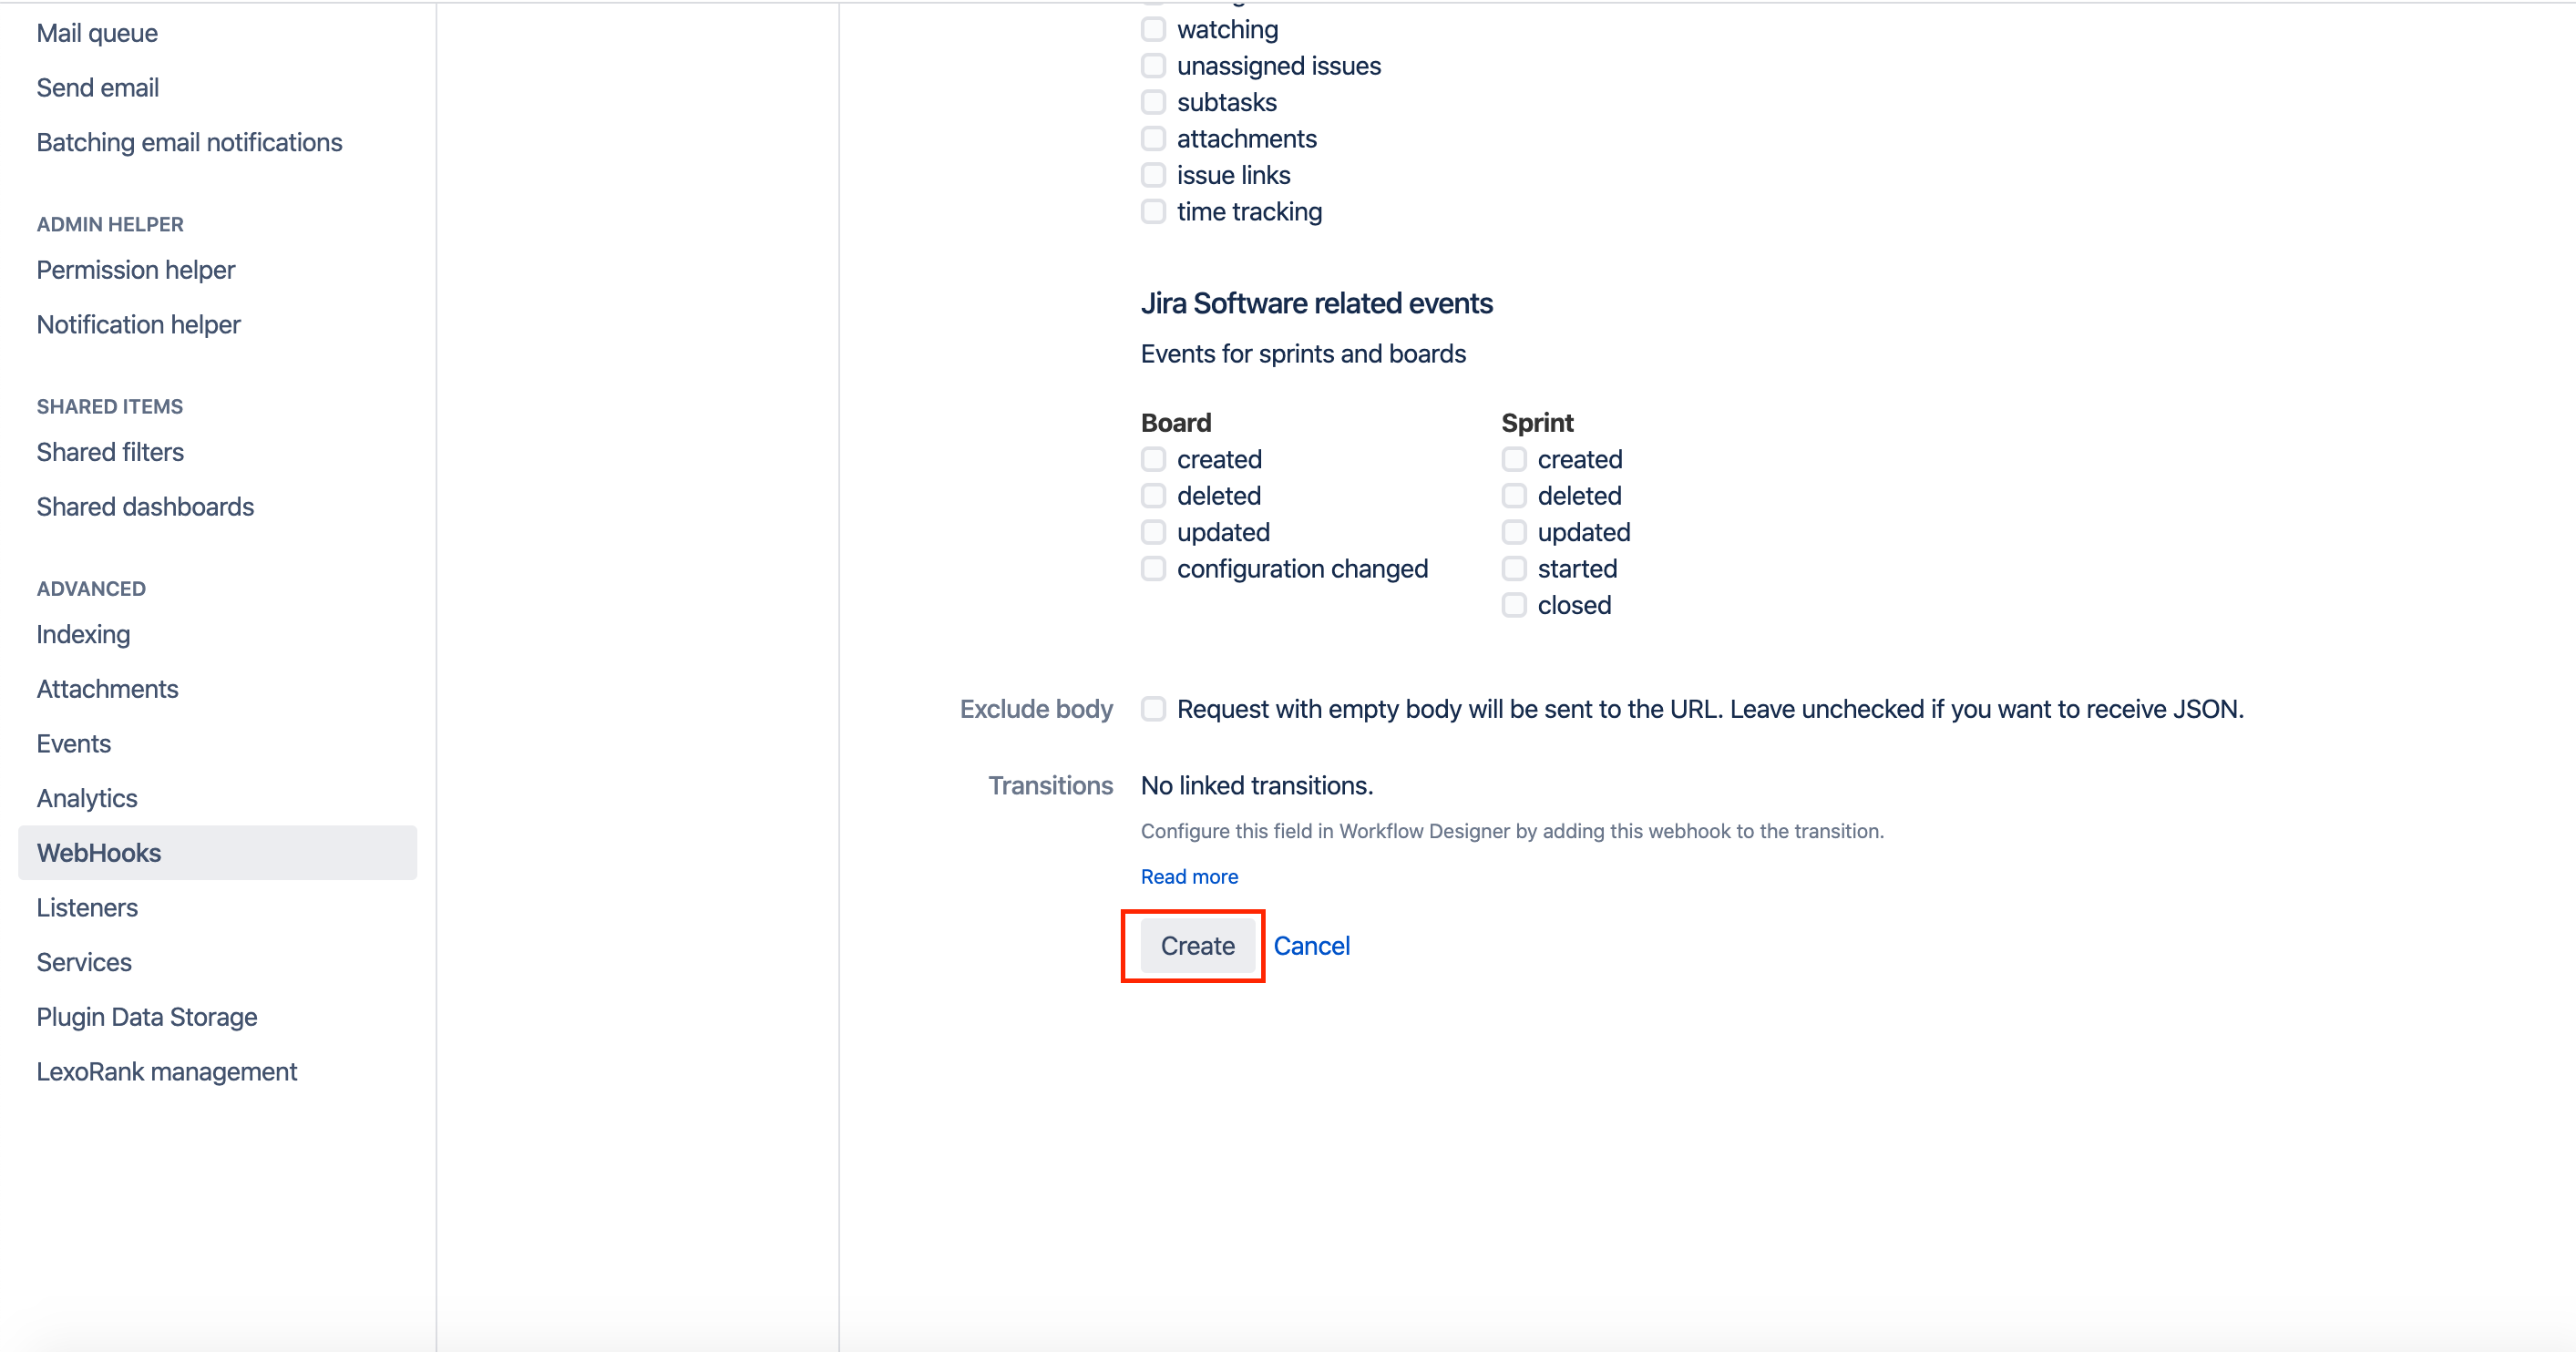 Mail queue
Send email
Batching email notifications
ADMIN HELPER
Permission helper
Notification helper
SHARED ITEMS
Shared filters
Shared dashboards
ADVANCED
Indexing
Attachments
Events
Analytics
WebHooks
Listeners
Services
Plugin Data Storage
LexoRank management
watching
unassigned issues
subtasks
attachments
issue links
time tracking
Jira Software related events
Events for sprints and boards
Board
created
deleted
updated
configuration changed
Sprint
created
deleted
updated
started
closed
Exclude body Request with empty body will be sent to the URL. Leave unchecked if you want to receive JSON.
Transitions No linked transitions.
Configure this field in Workflow Designer by adding this webhook to the transition.
Read more
Create Cancel